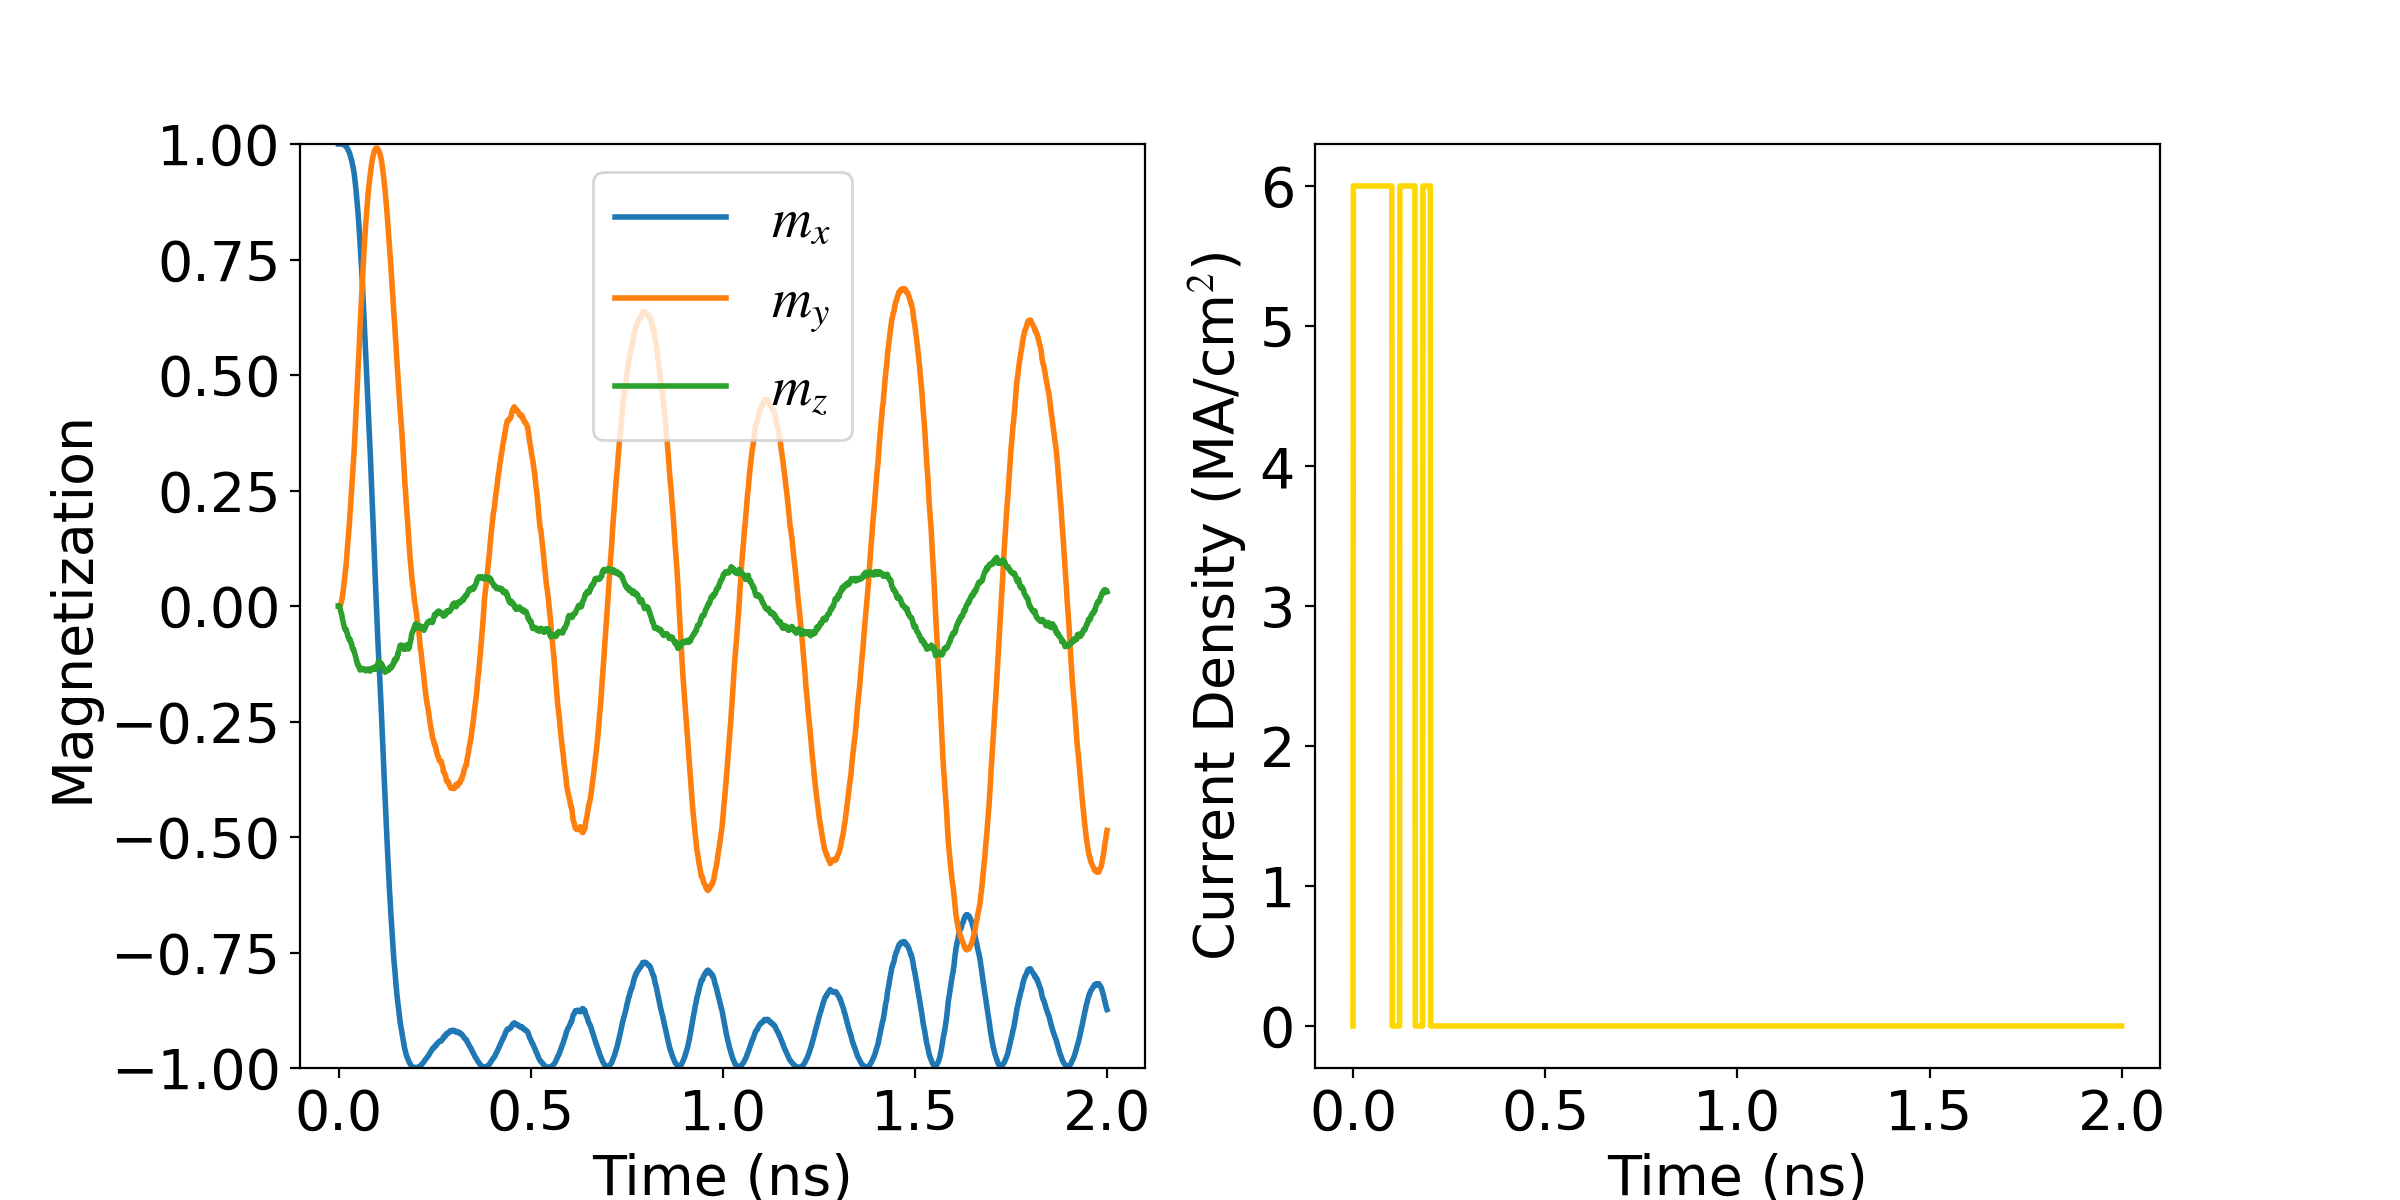 1.00
0.75
0.50
0.25
0.00
−0.25
−0.50
−0.75
−1.00
Magnetization
0.0 0.5 1.0 1.5 2.0
Time (ns)
m_x
m_y
m_z
6
5
4
3
2
1
0
Current Density (MA/cm²)
0.0 0.5 1.0 1.5 2.0
Time (ns)